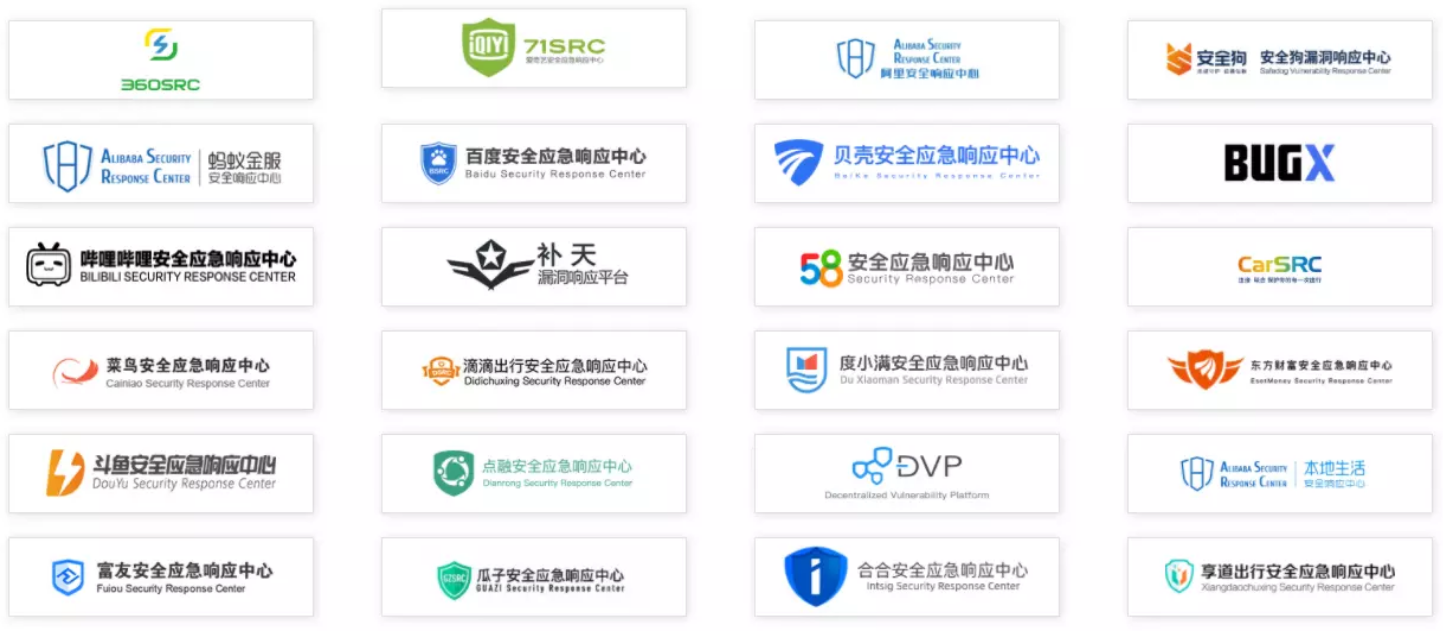 360SRC
iQIYI
71SRC
爱奇艺安全应急响应中心
ALIBABA SECURITY
RESPONSE CENTER
阿里安全响应中心
安全狗
安全狗漏洞响应中心
Safedog Vulnerability Response Center
ALIBABA SECURITY
RESPONSE CENTER
蚂蚁金服
安全响应中心
BSRC
百度安全应急响应中心
Baidu Security Response Center
贝壳安全应急响应中心
BeiKe Security Response Center
BUGX
哔哩哔哩安全应急响应中心
BILIBILI SECURITY RESPONSE CENTER
补天
漏洞响应平台
58
安全应急响应中心
Security Response Center
CarSRC
菜鸟安全应急响应中心
Cainiao Security Response Center
DSRC
滴滴出行安全应急响应中心
Didichuxing Security Response Center
度小满安全应急响应中心
Du Xiaoman Security Response Center
东方财富安全应急响应中心
EastMoney Security Response Center
斗鱼安全应急响应中心
DouYu Security Response Center
点融安全应急响应中心
Dianrong Security Response Center
DVP
Decentralized Vulnerability Platform
ALIBABA SECURITY
RESPONSE CENTER
本地生活
安全响应中心
富友安全应急响应中心
Fuiou Security Response Center
GZSRC
瓜子安全应急响应中心
GUAZI Security Response Center
合合安全应急响应中心
Intsig Security Response Center
享道出行安全应急响应中心
Xiangdaochuxing Security Response Center